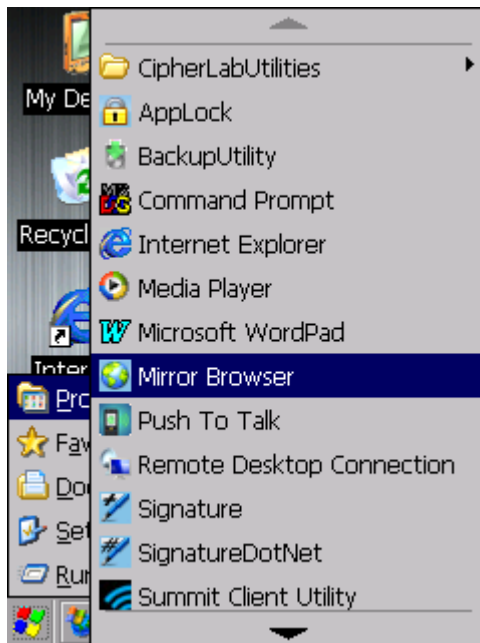 CipherLabUtilities
My De
AppLock
BackupUtility
Command Prompt
Recycl
Internet Explorer
Media Player
Microsoft WordPad
Inter
Mirror Browser
Pro
Push To Talk
Fav
Remote Desktop Connection
Do
Signature
Set
SignatureDotNet
Run
Summit Client Utility